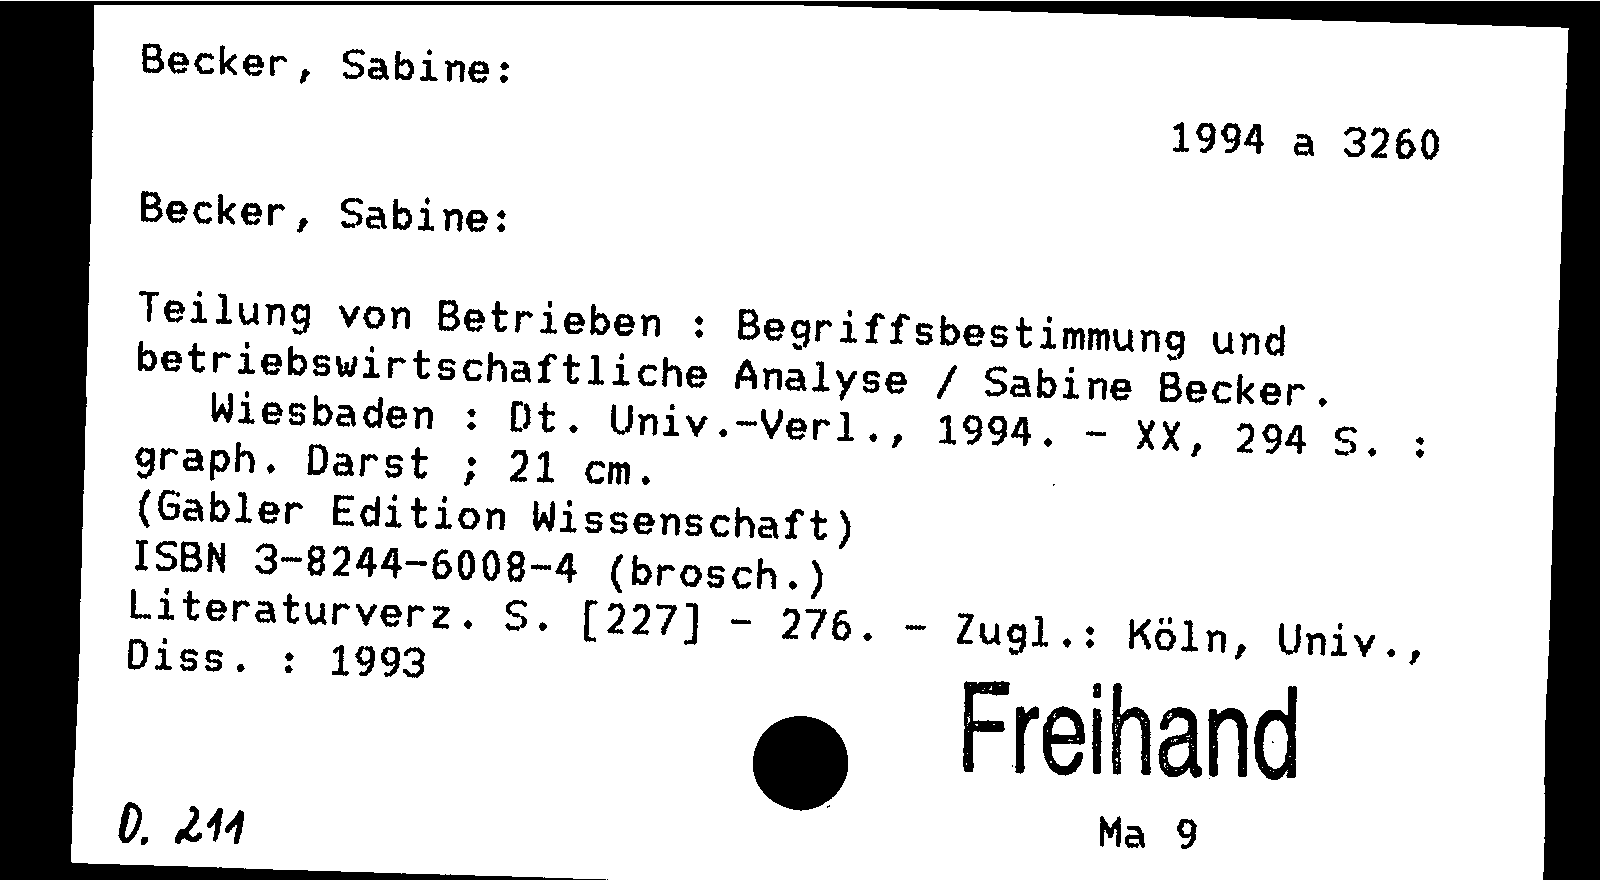 Becker, Sabine:
1994 a 3260
Becker, Sabine:
Teilung von Betrieben : Begriffsbestimmung und
betriebswirtschaftliche Analyse / Sabine Becker.
Wiesbaden : Dt. Univ.-Verl., 1994. - XX, 294 S. :
graph. Darst ; 21 cm.
(Gabler Edition Wissenschaft)
ISBN 3-8244-6008-4 (brosch.)
Literaturverz. S. [227] - 276. - Zugl.: Köln, Univ.,
Diss. : 1993
Freihand
D. 211
Ma 9